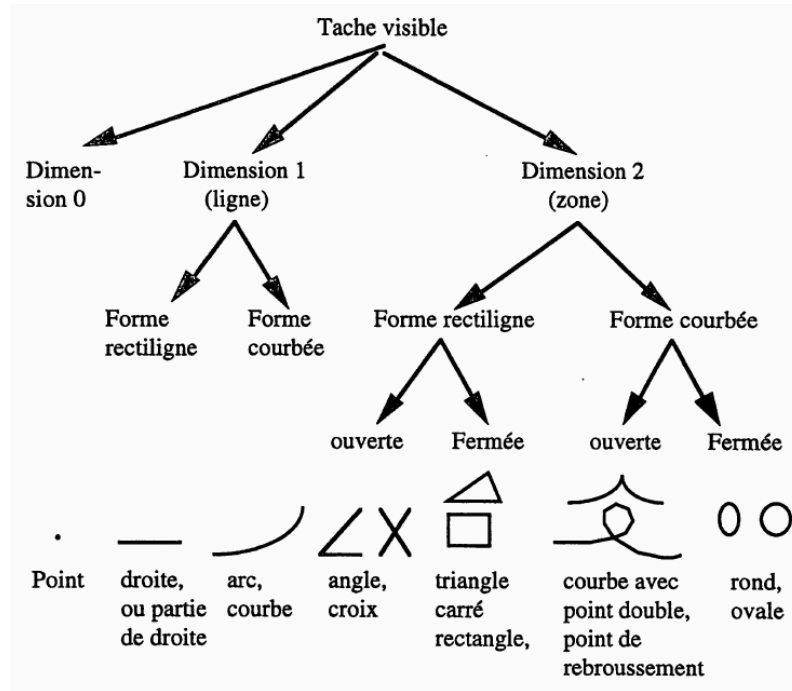 Tache visible
Dimen-
sion 0
Dimension 1
(ligne)
Dimension 2
(zone)
Forme
rectiligne
Forme
courbée
Forme rectiligne
Forme courbée
ouverte
Fermée
ouverte
Fermée
Point
droite,
ou partie
de droite
arc,
courbe
angle,
croix
triangle
carré
rectangle,
courbe avec
point double,
point de
rebroussement
rond,
ovale